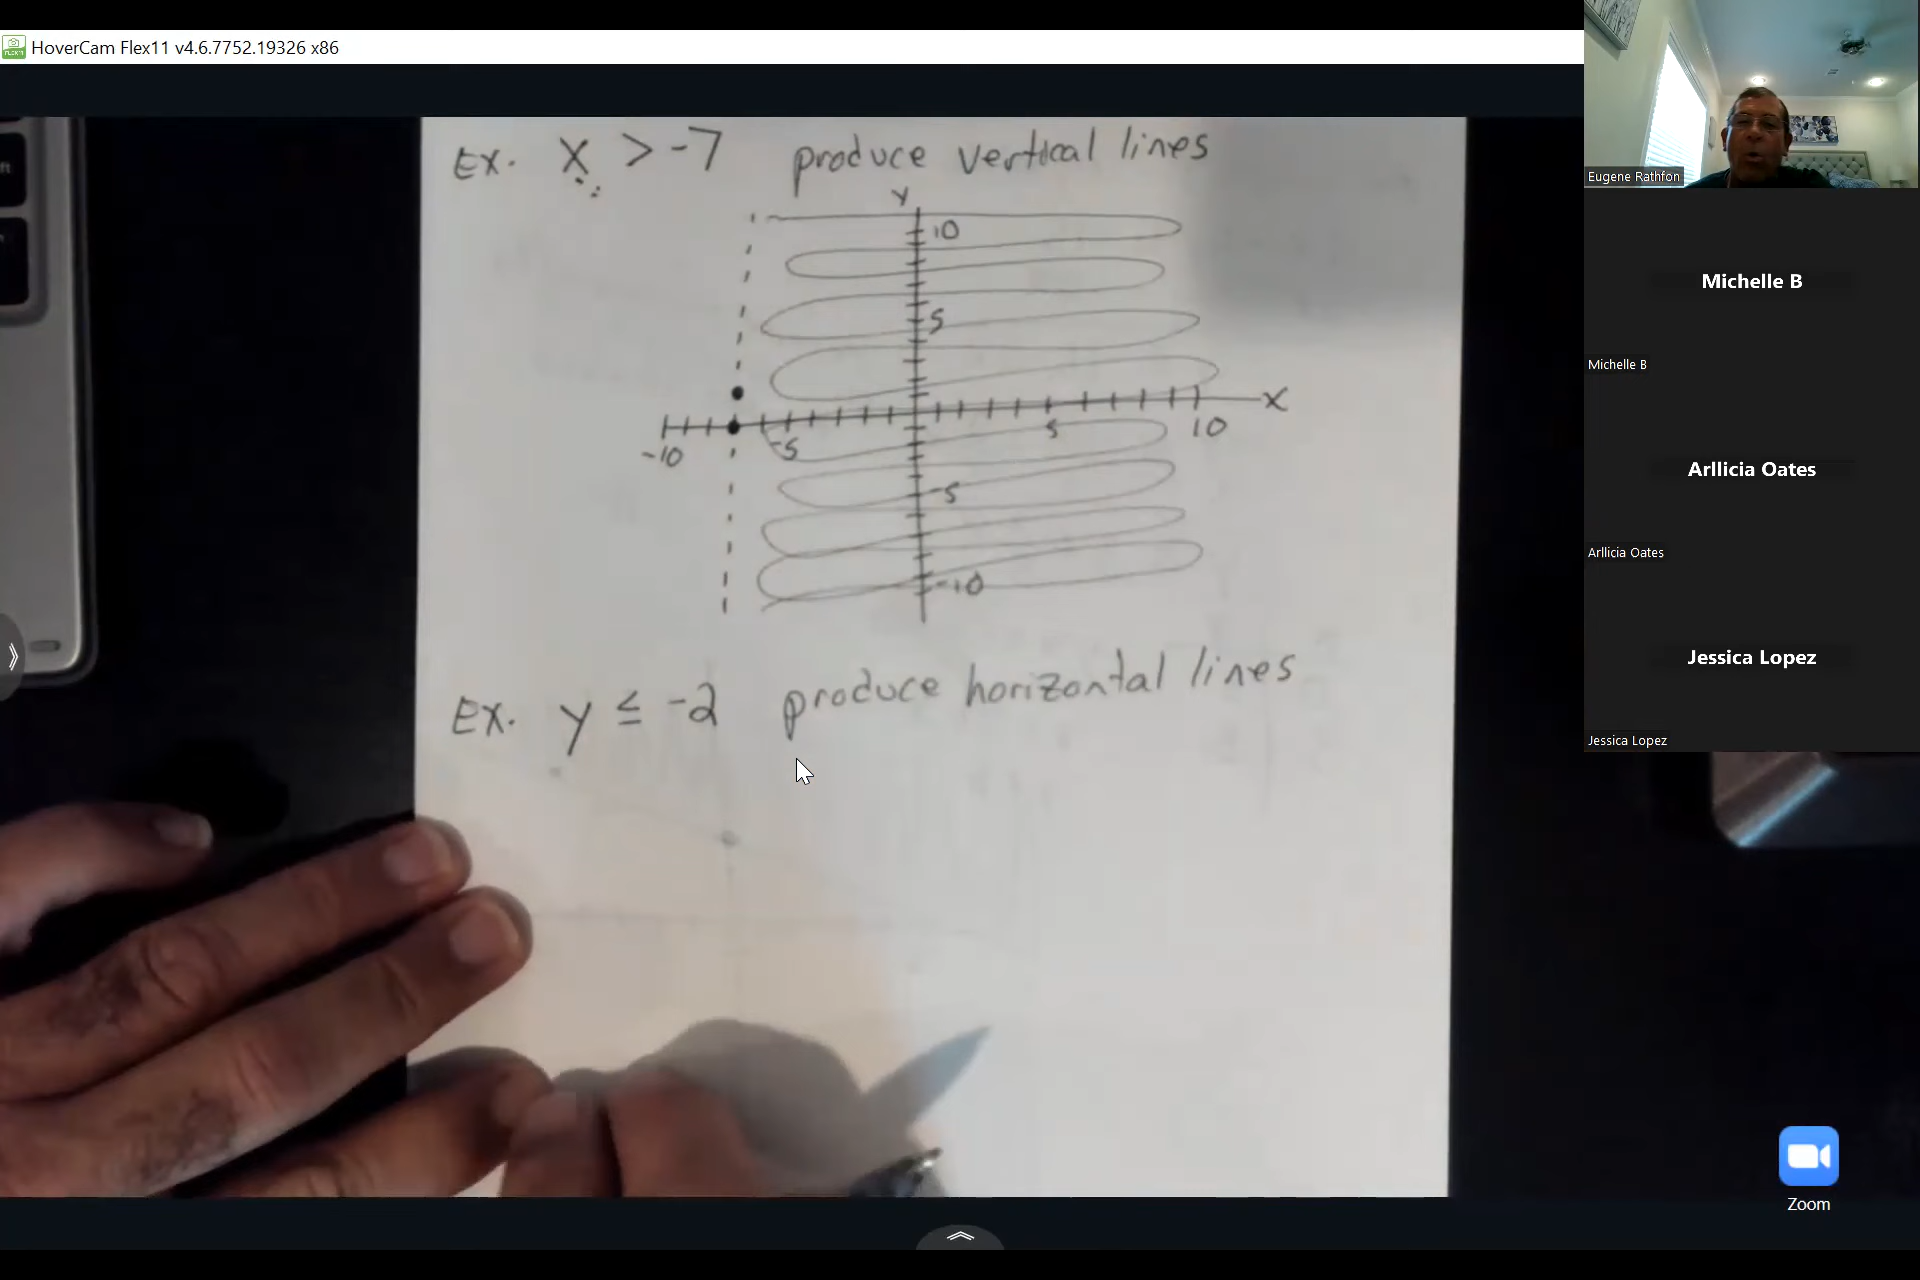 HoverCam Flex11 v4.6.7752.19326 x86
Ex. x > -7 produce vertical lines
y
10
5
x
-10
-5
5
10
-5
-10
Ex. y ≤ -2 produce horizontal lines
Eugene Rathfon
Michelle B
Michelle B
Arllicia Oates
Arllicia Oates
Jessica Lopez
Jessica Lopez
Zoom